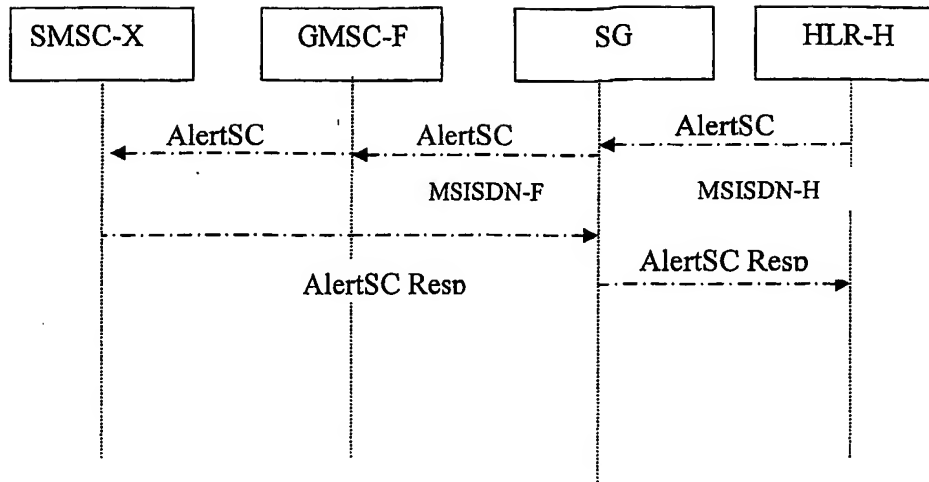 SMSC-X GMSC-F SG HLR-H
AlertSC AlertSC AlertSC
MSISDN-F MSISDN-H
AlertSC Resp
AlertSC Resp